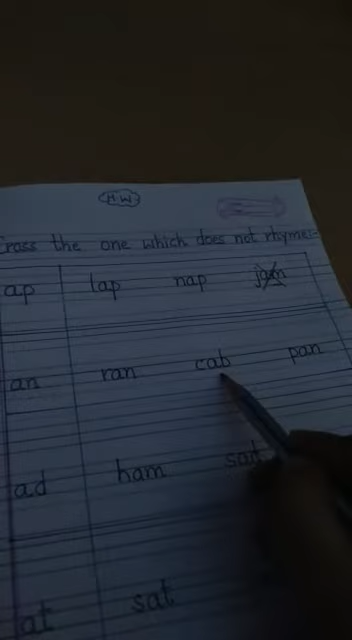 H.W
Cross the one which does not rhyme:-
ap lap nap jam
an ran cab pan
ad ham sad
at sat